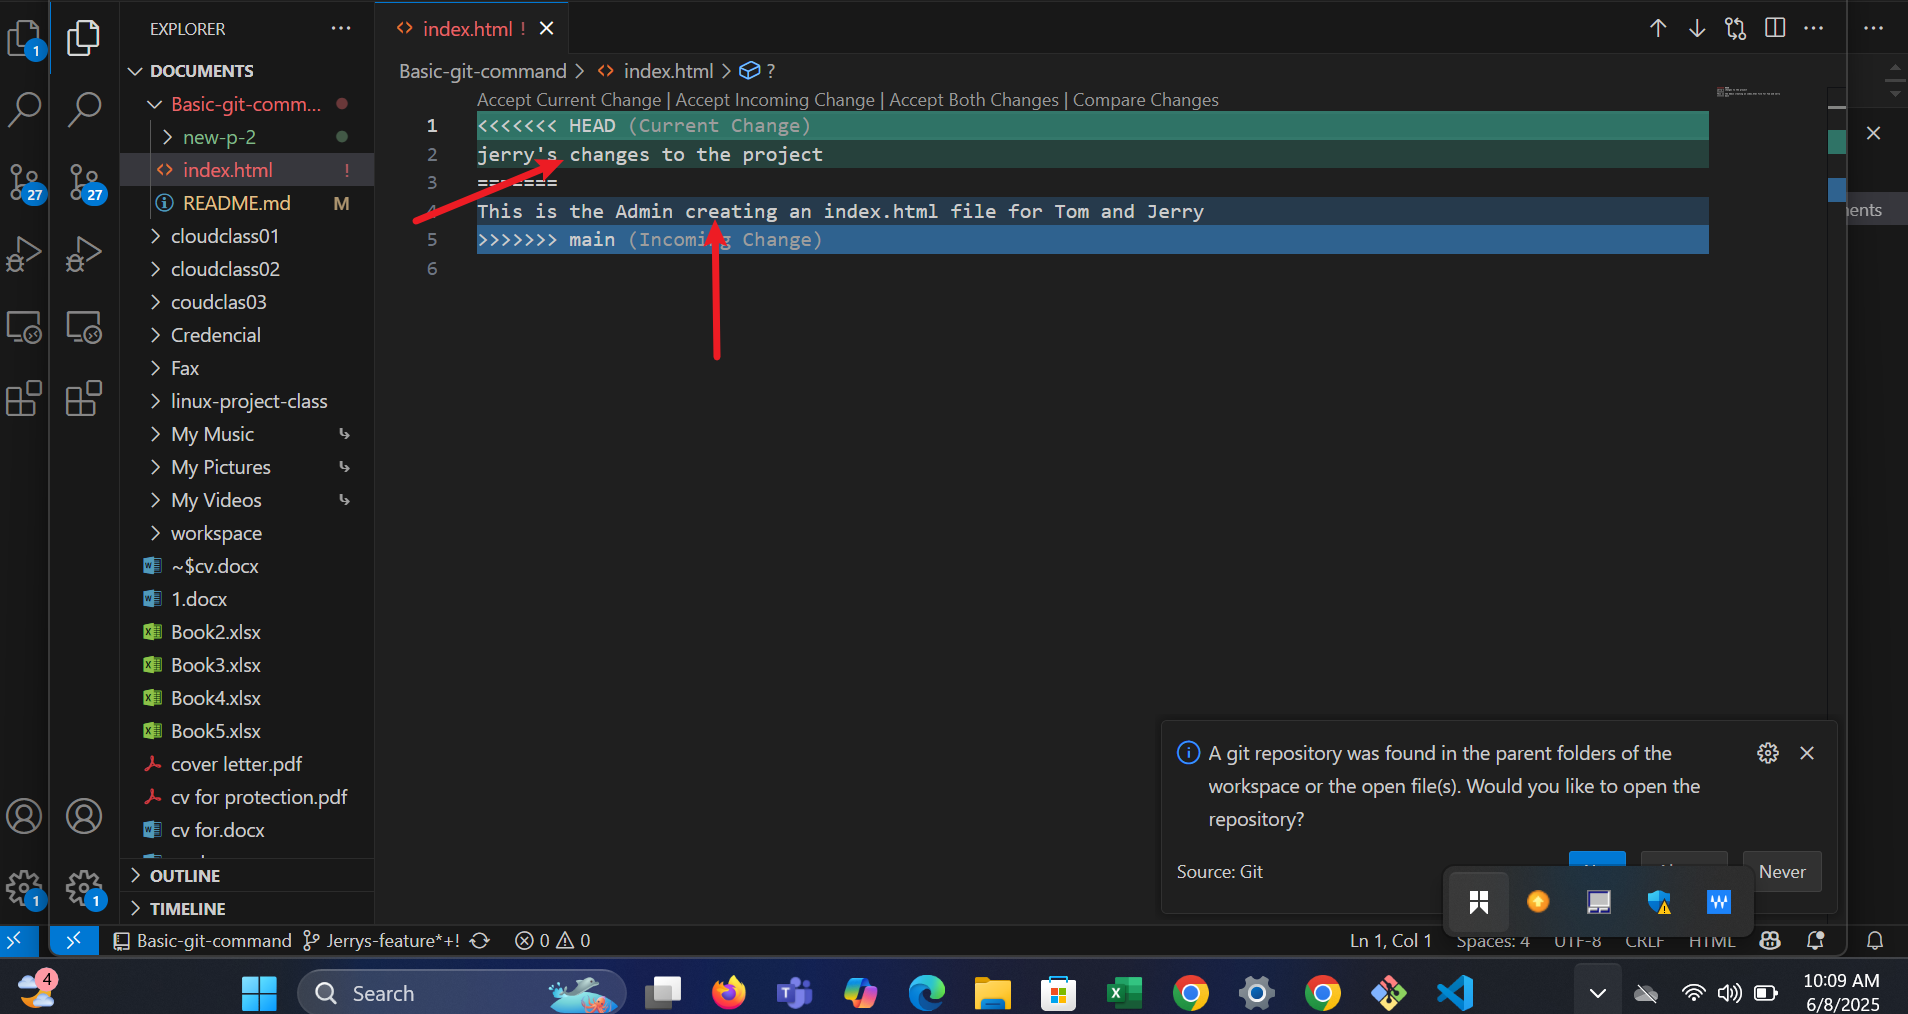 EXPLORER
DOCUMENTS
Basic-git-comm...
new-p-2
index.html !
README.md M
cloudclass01
cloudclass02
coudclas03
Credencial
Fax
linux-project-class
My Music
My Pictures
My Videos
workspace
~$cv.docx
1.docx
Book2.xlsx
Book3.xlsx
Book4.xlsx
Book5.xlsx
cover letter.pdf
cv for protection.pdf
cv for.docx
OUTLINE
TIMELINE
1
27
27
1
1
index.html !
Basic-git-command > index.html > ?
Accept Current Change | Accept Incoming Change | Accept Both Changes | Compare Changes
1 <<<<<<< HEAD (Current Change)
2 jerry's changes to the project
3 =======
4 This is the Admin creating an index.html file for Tom and Jerry
5 >>>>>>> main (Incoming Change)
6
A git repository was found in the parent folders of the
workspace or the open file(s). Would you like to open the
repository?
Source: Git
Never
Basic-git-command Jerrys-feature*+! 0 0
Ln 1, Col 1 Spaces: 4 UTF-8 CRLF HTML
4
Search
10:09 AM
6/8/2025